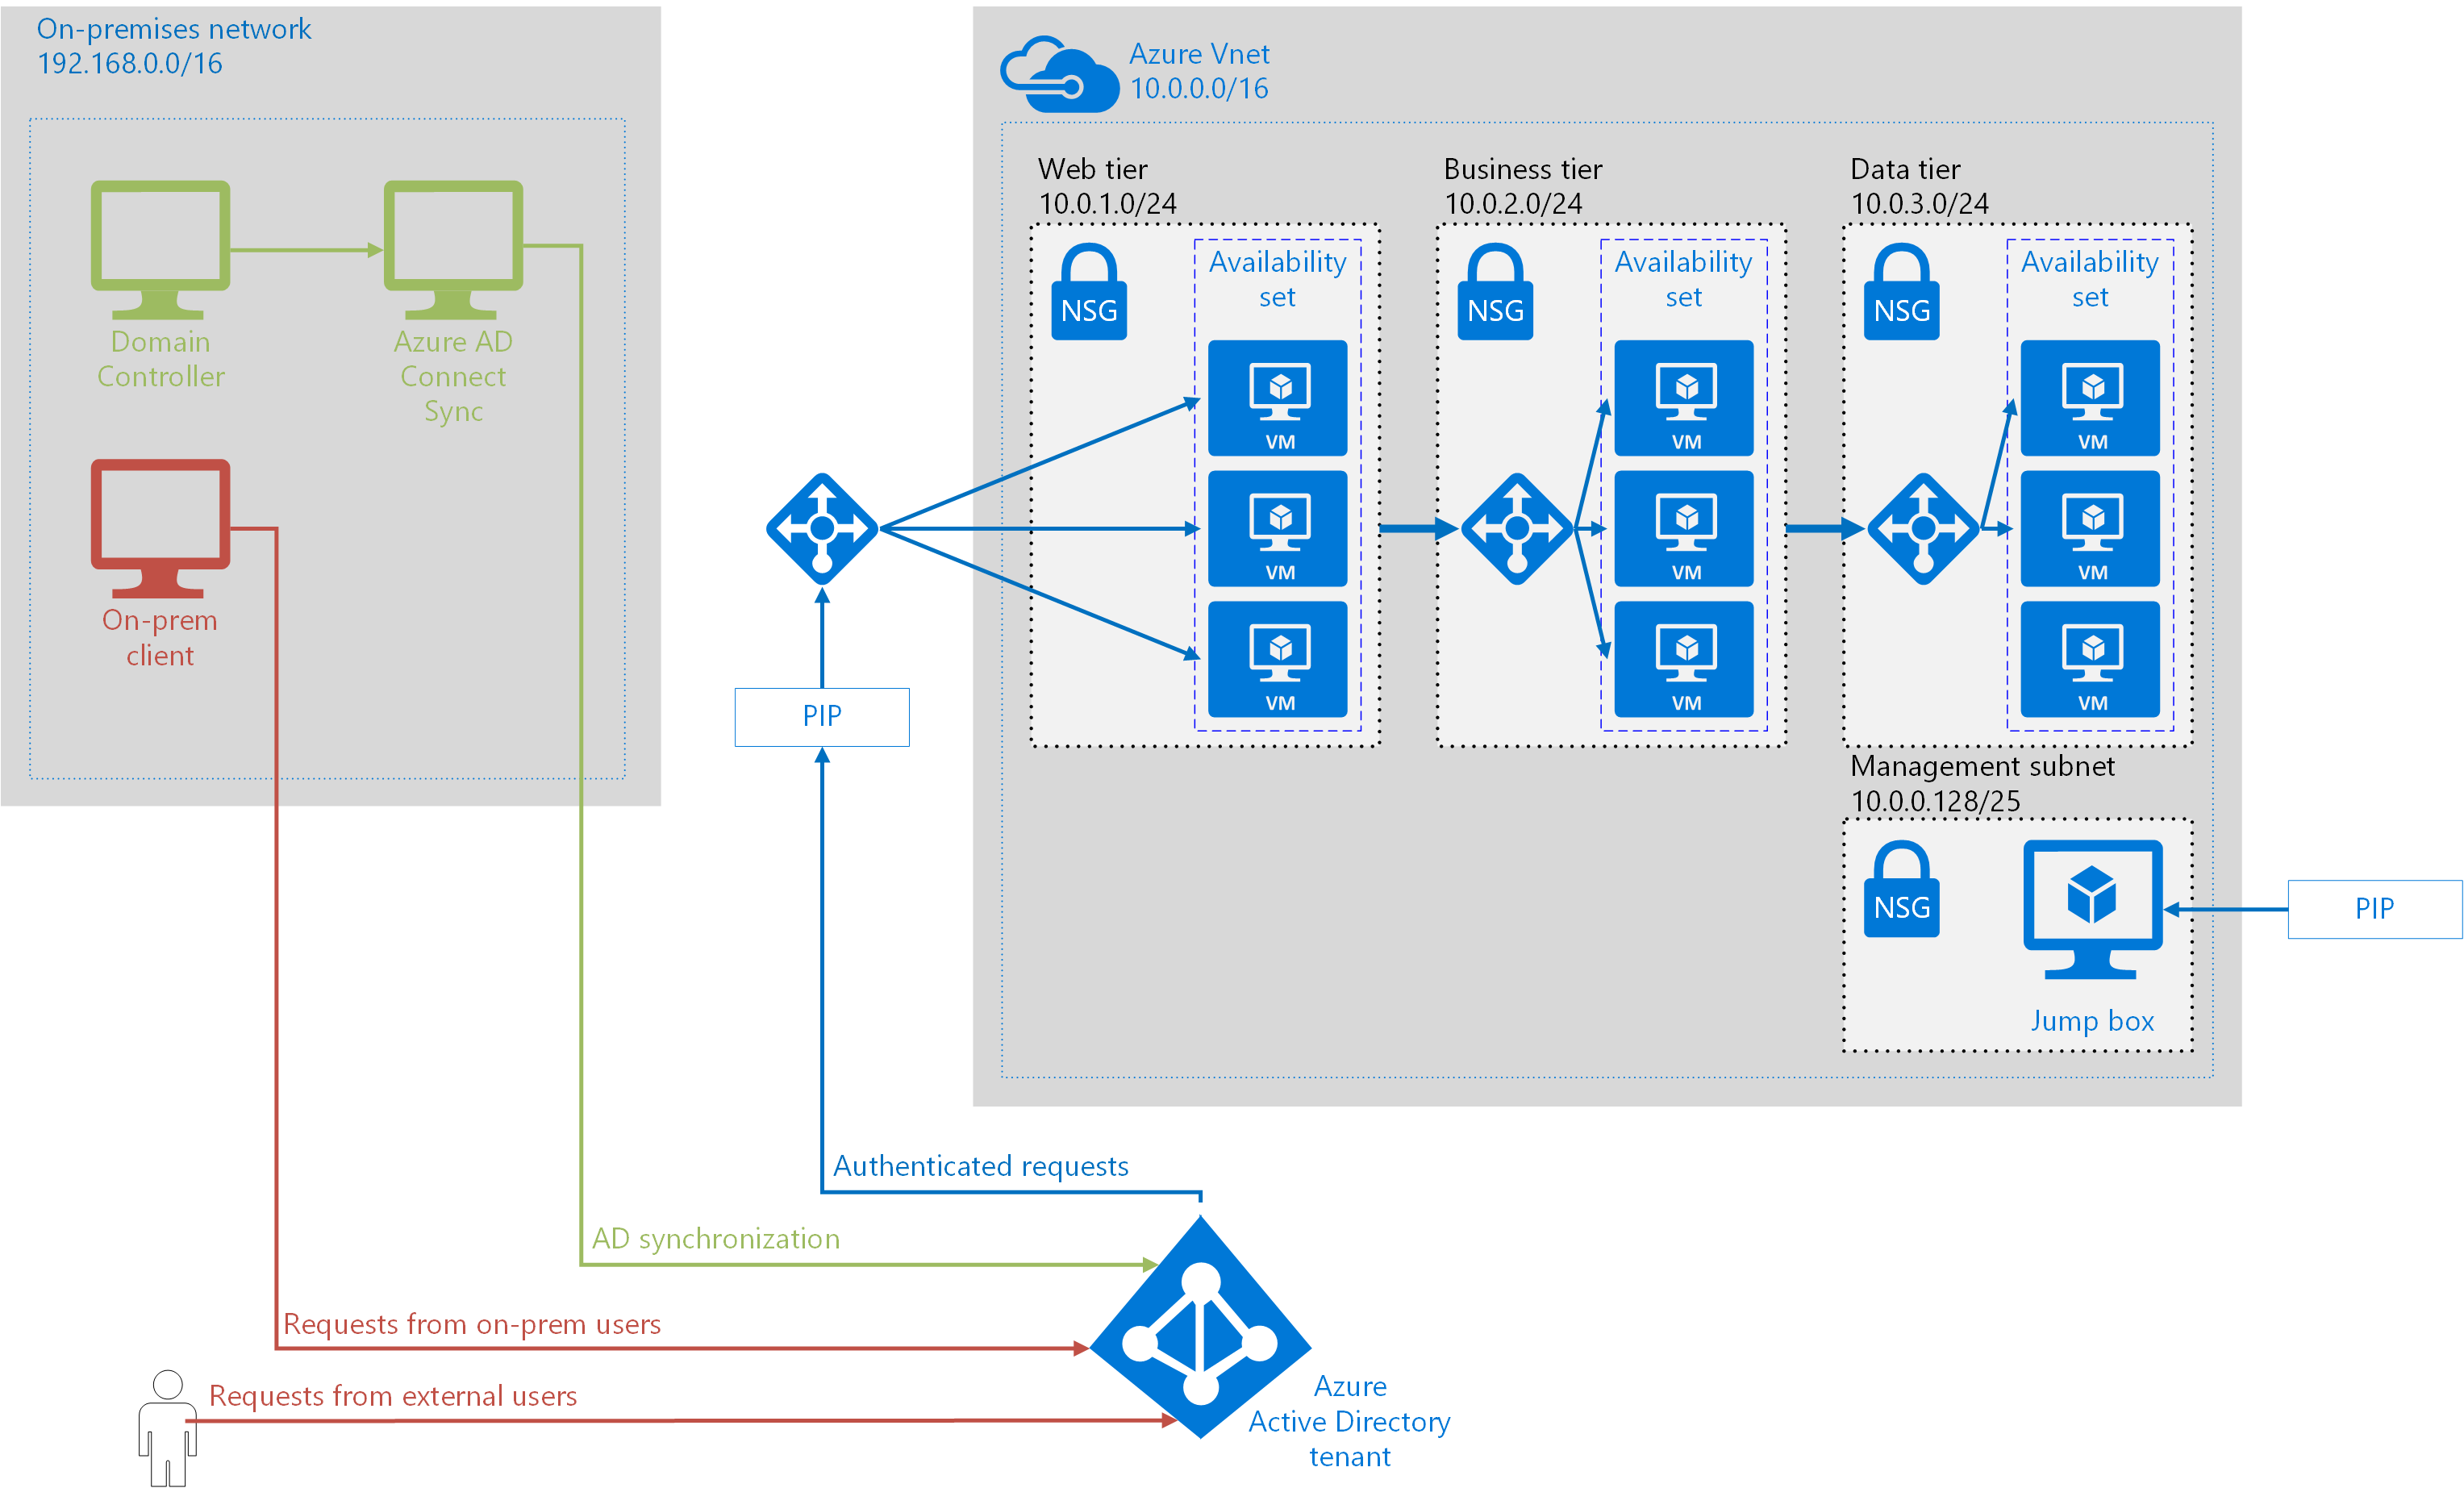 On-premises network
192.168.0.0/16
Domain
Controller
Azure AD
Connect
Sync
On-prem
client
Azure Vnet
10.0.0.0/16
Web tier
10.0.1.0/24
NSG
Availability
set
VM
VM
VM
Business tier
10.0.2.0/24
NSG
Availability
set
VM
VM
VM
Data tier
10.0.3.0/24
NSG
Availability
set
VM
VM
VM
PIP
Management subnet
10.0.0.128/25
NSG
Jump box
PIP
Authenticated requests
AD synchronization
Requests from on-prem users
Requests from external users
Azure
Active Directory
tenant